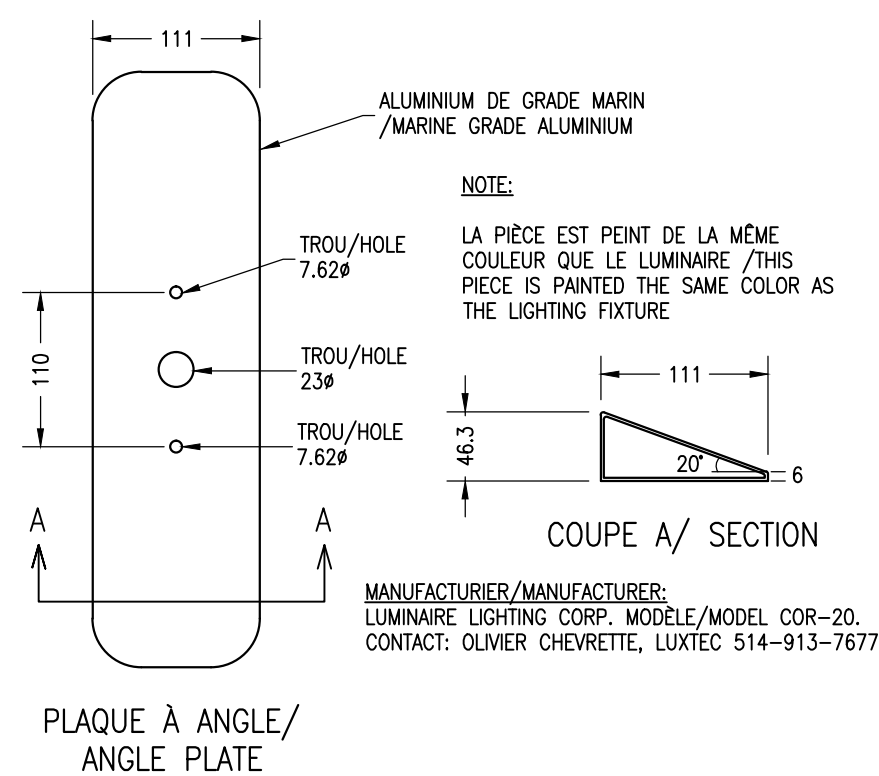 111
ALUMINIUM DE GRADE MARIN
/MARINE GRADE ALUMINIUM
NOTE:
LA PIÈCE EST PEINT DE LA MÊME
COULEUR QUE LE LUMINAIRE /THIS
PIECE IS PAINTED THE SAME COLOR AS
THE LIGHTING FIXTURE
TROU/HOLE
7.62ø
110
TROU/HOLE
23ø
TROU/HOLE
7.62ø
111
46.3
20°
6
A
A
COUPE A/ SECTION
MANUFACTURIER/MANUFACTURER:
LUMINAIRE LIGHTING CORP. MODÈLE/MODEL COR-20.
CONTACT: OLIVIER CHEVRETTE, LUXTEC 514-913-7677
PLAQUE À ANGLE/
ANGLE PLATE